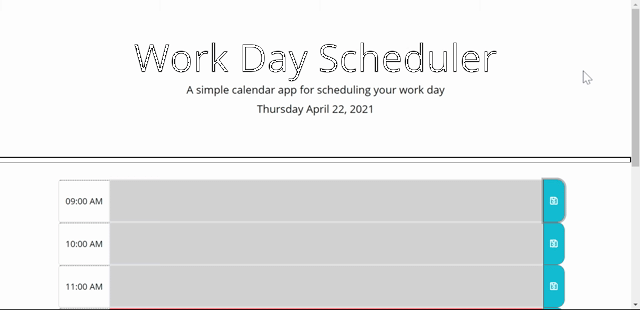 Work Day Scheduler
A simple calendar app for scheduling your work day
Thursday April 22, 2021
09:00 AM
10:00 AM
11:00 AM